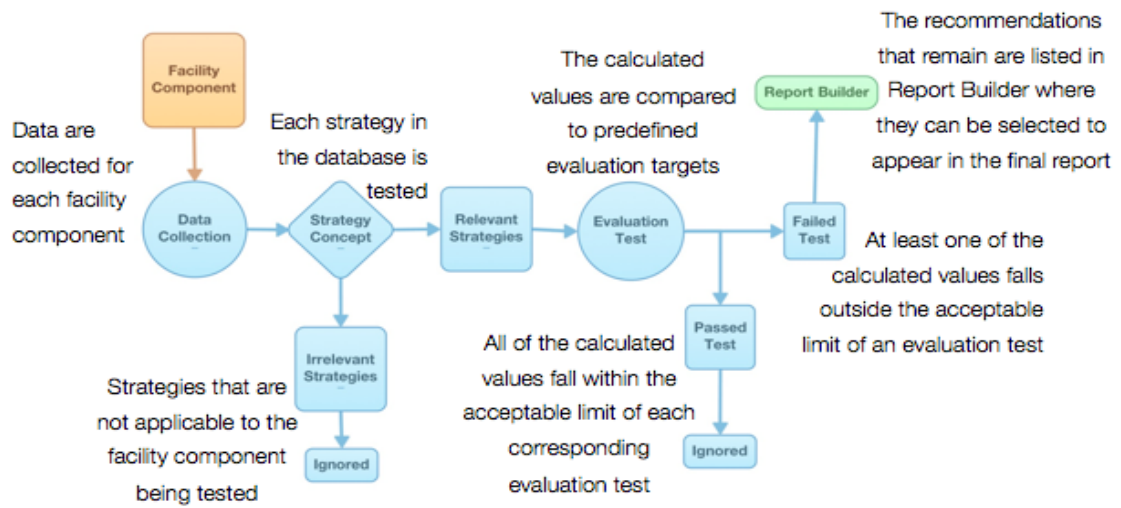 Facility
Component
Data are
collected for
each facility
component
Data
Collection
Each strategy in
the database is
tested
Strategy
Concept
Relevant
Strategies
Irrelevant
Strategies
Strategies that are
not applicable to the
facility component
being tested
Ignored
The calculated
values are compared
to predefined
evaluation targets
Evaluation
Test
Passed
Test
All of the calculated
values fall within the
acceptable limit of each
corresponding
evaluation test
Ignored
Failed
Test
At least one of the
calculated values falls
outside the acceptable
limit of an evaluation test
Report Builder
The recommendations
that remain are listed in
Report Builder where
they can be selected to
appear in the final report